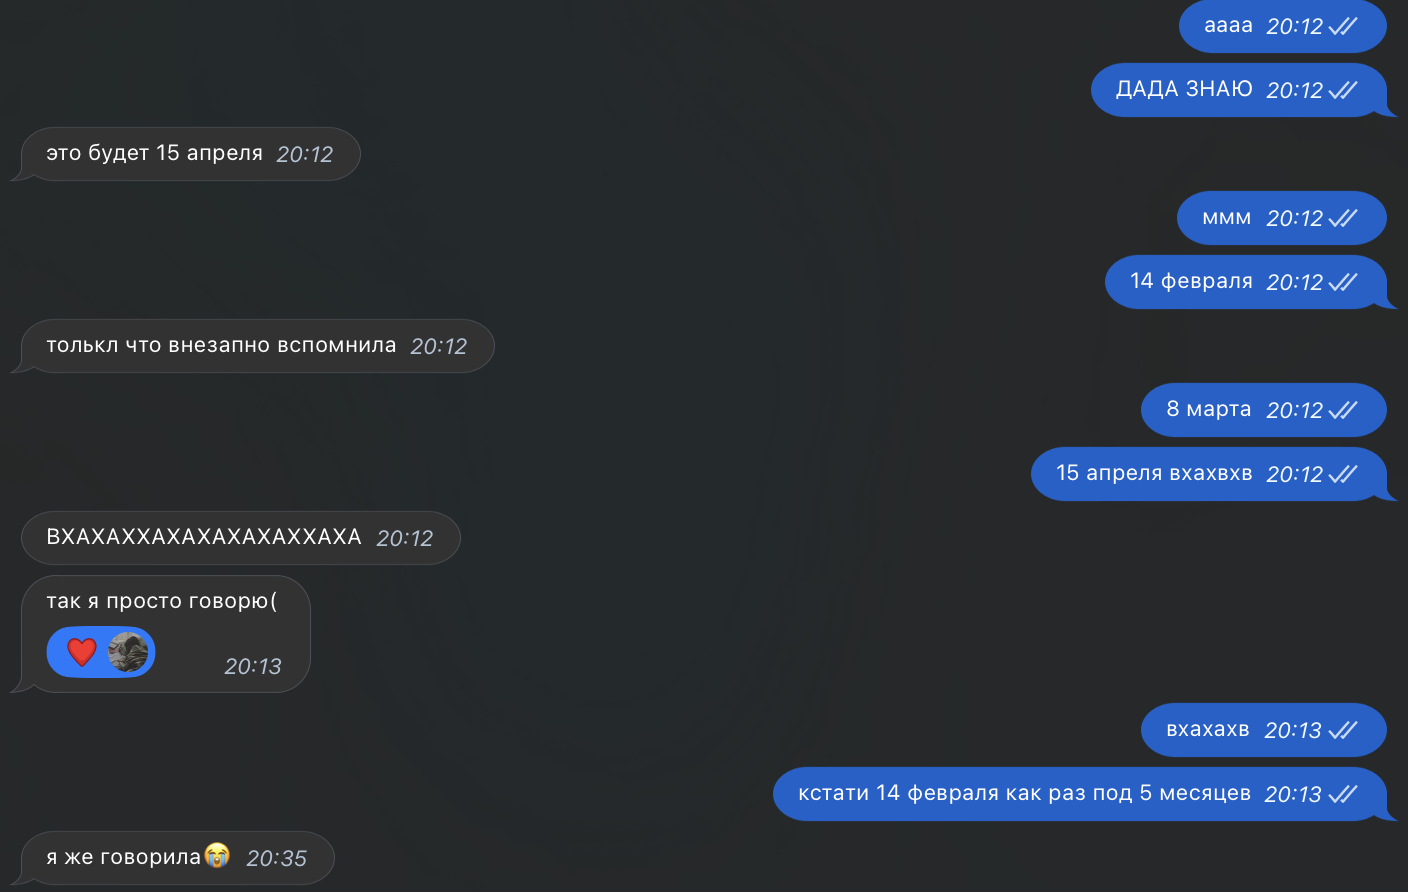 аааа 20:12
ДАДА ЗНАЮ 20:12
это будет 15 апреля 20:12
ммм 20:12
14 февраля 20:12
толькл что внезапно вспомнила 20:12
8 марта 20:12
15 апреля вхахвхв 20:12
ВХАХАХХАХАХАХАХАХХАХА 20:12
так я просто говорю(
❤️ 20:13
вхахахв 20:13
кстати 14 февраля как раз под 5 месяцев 20:13
я же говорила😭 20:35